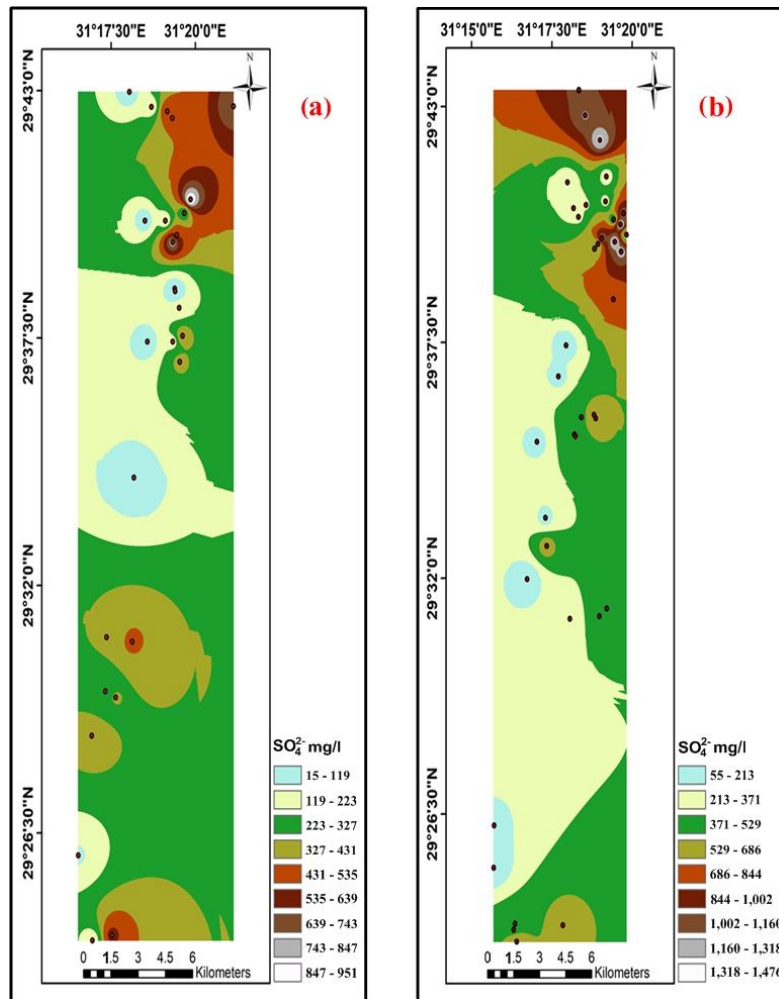 31°17'30"E 31°20'0"E
N
(a)
29°43'0"N
29°37'30"N
29°32'0"N
29°26'30"N
SO₄²⁻ mg/l
15 - 119
119 - 223
223 - 327
327 - 431
431 - 535
535 - 639
639 - 743
743 - 847
847 - 951
0 1.5 3 4.5 6
Kilometers
31°15'0"E 31°17'30"E 31°20'0"E
N
(b)
29°43'0"N
29°37'30"N
29°32'0"N
29°26'30"N
SO₄²⁻ mg/l
55 - 213
213 - 371
371 - 529
529 - 686
686 - 844
844 - 1,002
1,002 - 1,160
1,160 - 1,318
1,318 - 1,476
0 1.5 3 4.5 6
Kilometers